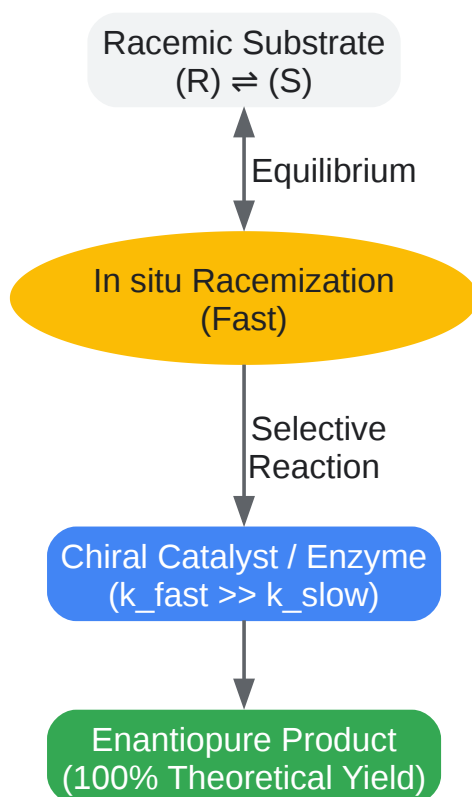 Racemic Substrate
(R) ⇌ (S)
Equilibrium
In situ Racemization
(Fast)
Selective
Reaction
Chiral Catalyst / Enzyme
(k_fast >> k_slow)
Enantiopure Product
(100% Theoretical Yield)